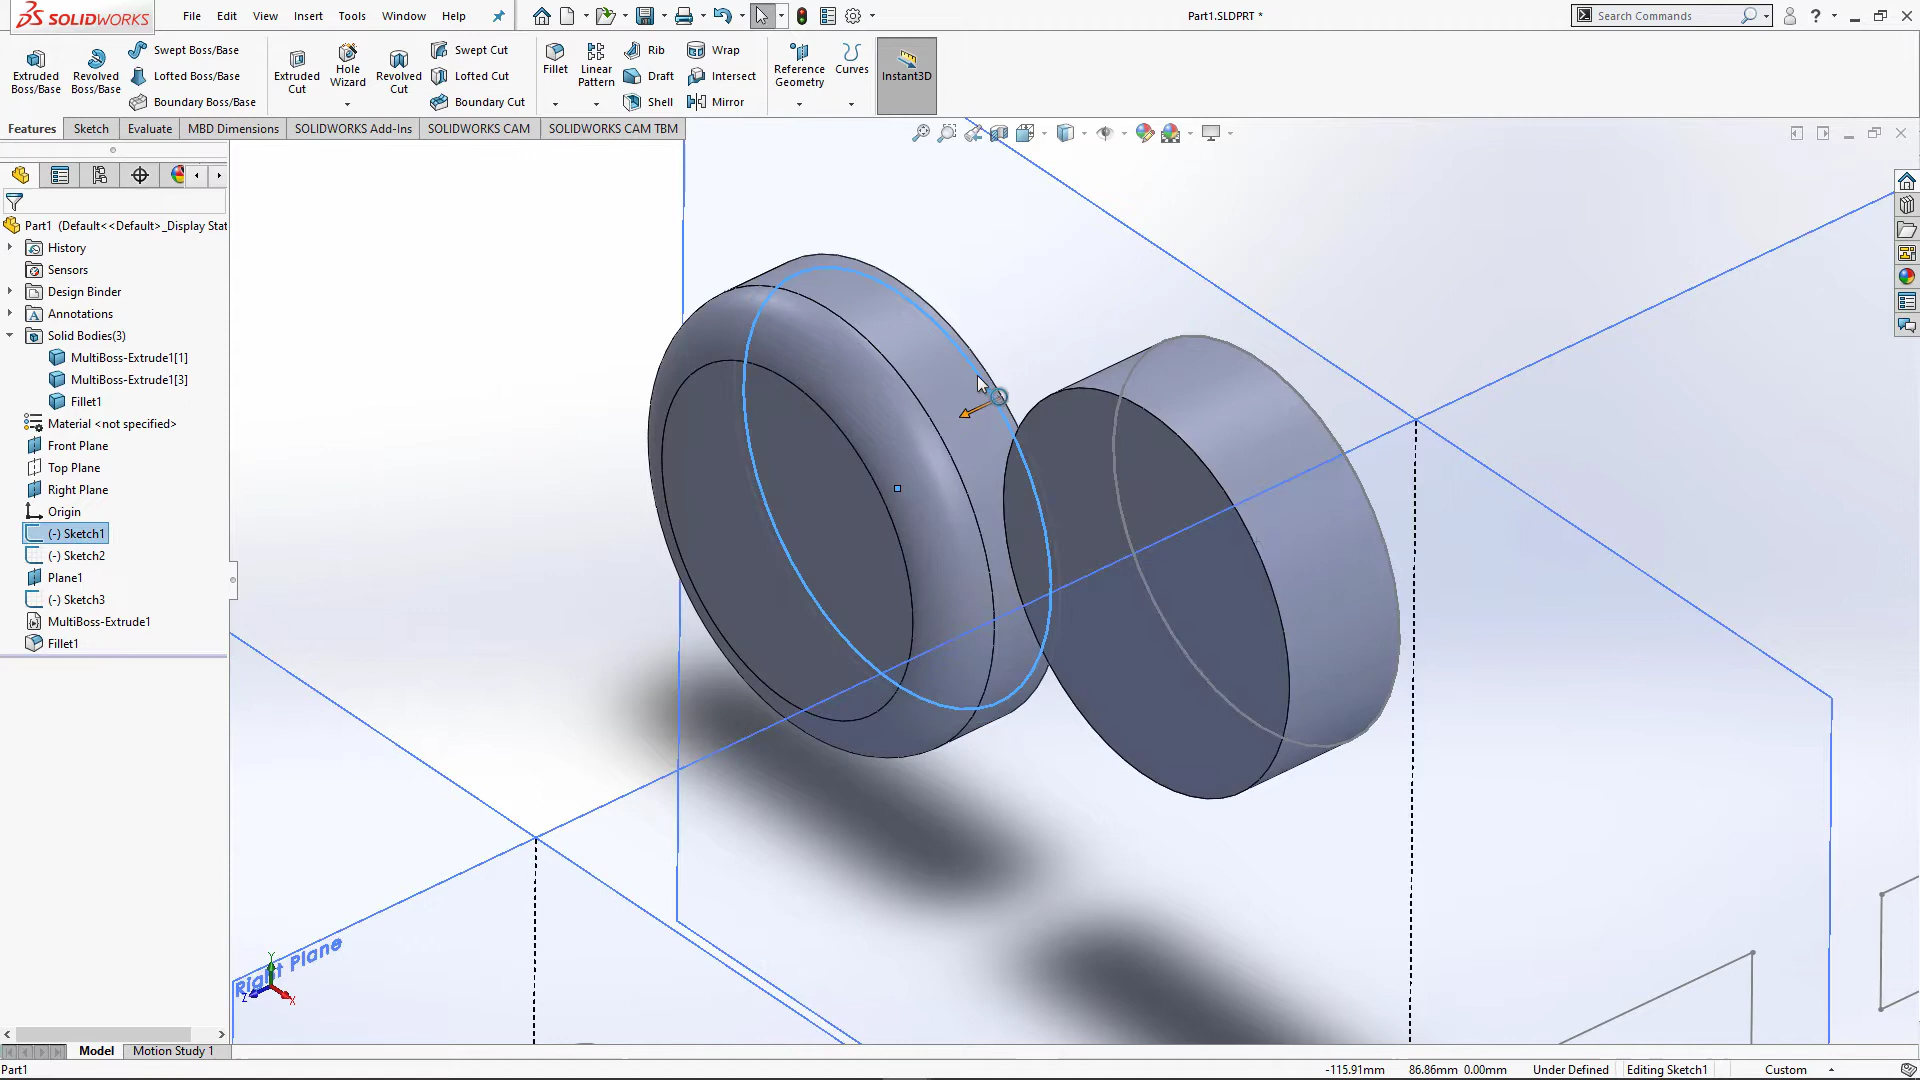 SOLIDWORKS
File Edit View Insert Tools Window Help
Part1.SLDPRT *
Search Commands
Extruded Boss/Base
Revolved Boss/Base
Swept Boss/Base
Lofted Boss/Base
Boundary Boss/Base
Extruded Cut
Hole Wizard
Revolved Cut
Swept Cut
Lofted Cut
Boundary Cut
Fillet
Linear Pattern
Rib
Draft
Shell
Wrap
Intersect
Mirror
Reference Geometry
Curves
Instant3D
Features Sketch Evaluate MBD Dimensions SOLIDWORKS Add-Ins SOLIDWORKS CAM SOLIDWORKS CAM TBM
Part1 (Default<<Default>_Display Stat
History
Sensors
Design Binder
Annotations
Solid Bodies(3)
MultiBoss-Extrude1[1]
MultiBoss-Extrude1[3]
Fillet1
Material <not specified>
Front Plane
Top Plane
Right Plane
Origin
(-) Sketch1
(-) Sketch2
Plane1
(-) Sketch3
MultiBoss-Extrude1
Fillet1
Right Plane
Y
Z
X
Model Motion Study 1
Part1
-115.91mm 86.86mm 0.00mm Under Defined Editing Sketch1 Custom